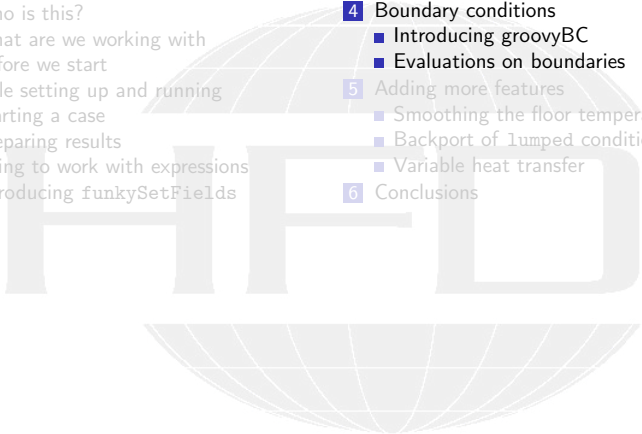 ho is this?
hat are we working with
fore we start
le setting up and running
arting a case
eparing results
ing to work with expressions
roducing funkySetFields
4 Boundary conditions
Introducing groovyBC
Evaluations on boundaries
5 Adding more features
Smoothing the floor temper
Backport of lumped conditi
Variable heat transfer
6 Conclusions
HFD